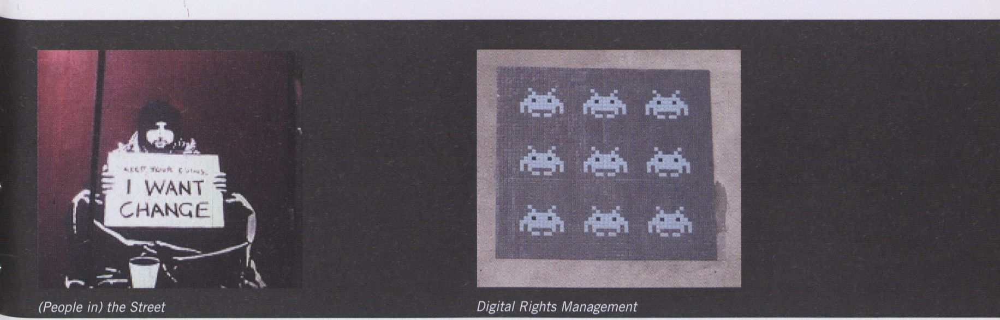 KEEP YOUR COINS.
I WANT
CHANGE
(People in) the Street
Digital Rights Management